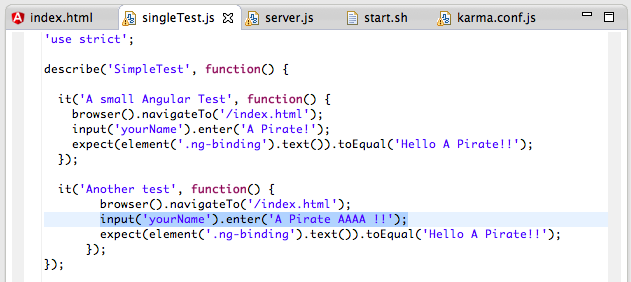 index.html singleTest.js server.js start.sh karma.conf.js
'use strict';
describe('SimpleTest', function() {
it('A small Angular Test', function() {
browser().navigateTo('/index.html');
input('yourName').enter('A Pirate!');
expect(element('.ng-binding').text()).toEqual('Hello A Pirate!!');
});
it('Another test', function() {
browser().navigateTo('/index.html');
input('yourName').enter('A Pirate AAAA !!');
expect(element('.ng-binding').text()).toEqual('Hello A Pirate!!');
});
});